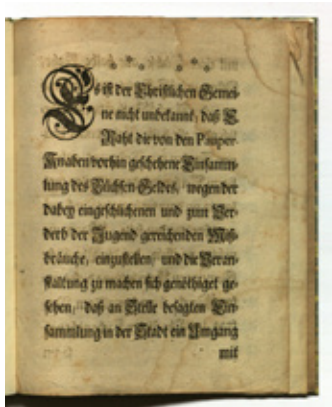 Es ist der Christlichen Gemei-
ne nicht unbekannt, daß E.
Raht die von den Pauper-
Knaben vorhin geschehene Einsamm-
lung des Büchsen-Geldes, wegen der
dabey eingeschlichenen und zum Ver-
derb der Jugend gereichenden Miß-
bräuche, einzustellen, und die Veran-
staltung zu machen sich genöthiget ge-
sehen, daß an Stelle besagten Ein-
sammlung in der Stadt ein Umgang
mit